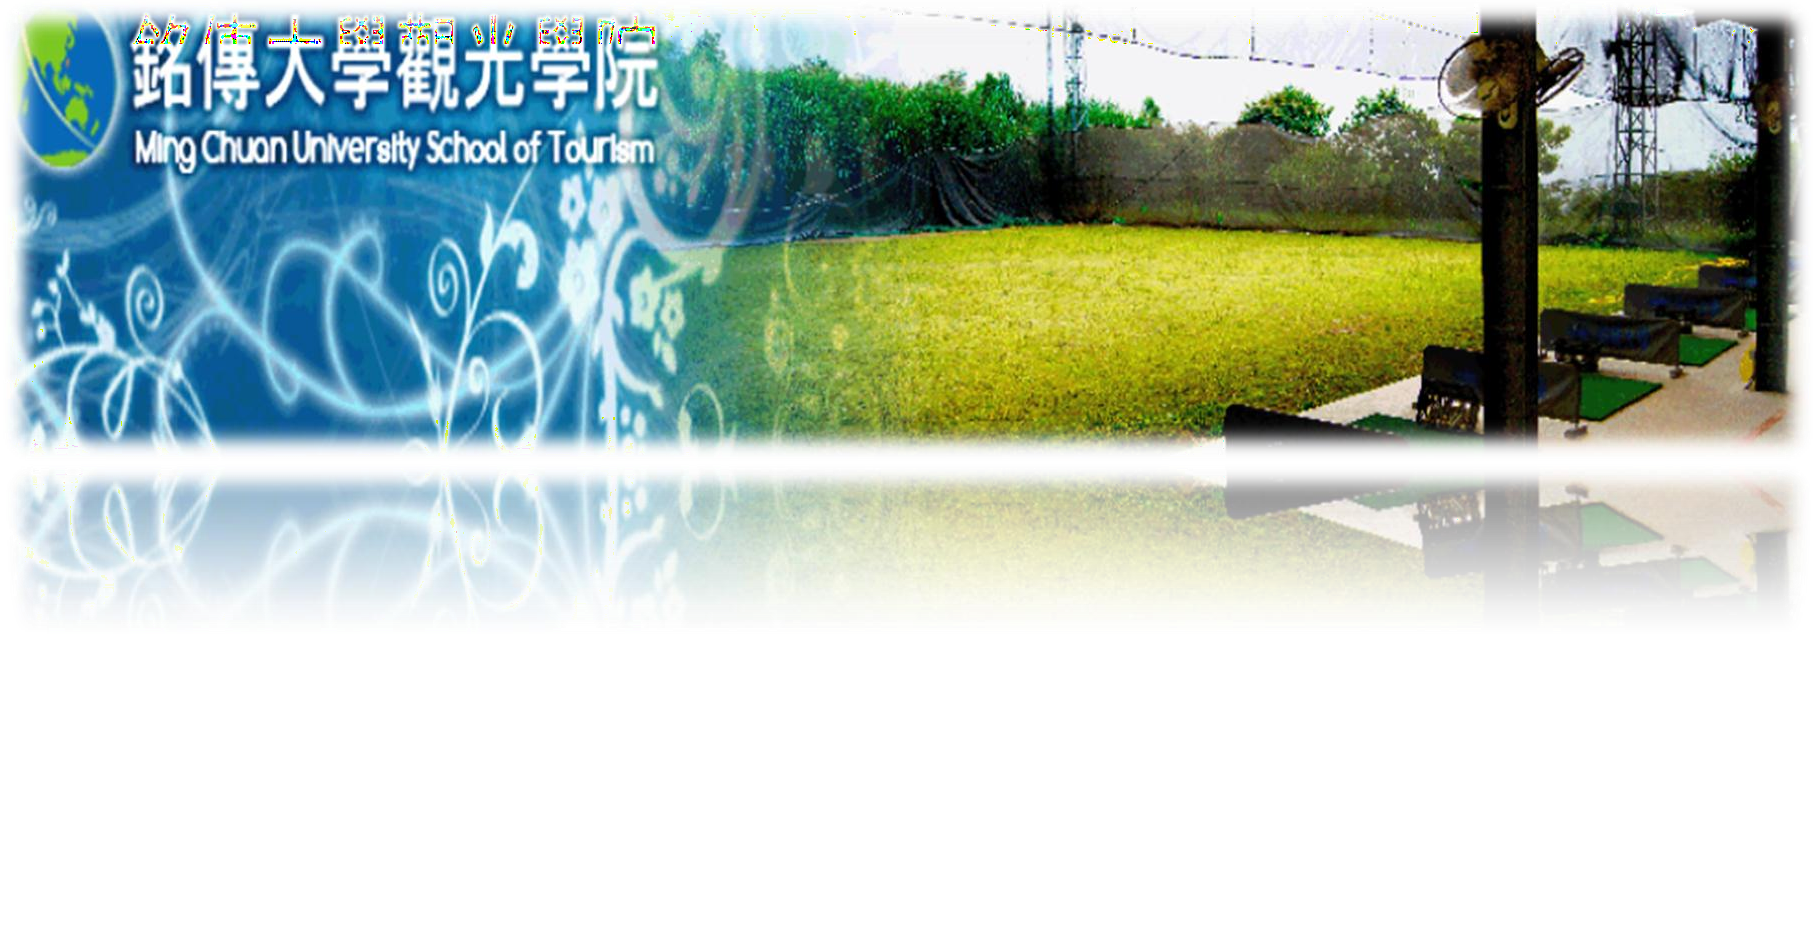 銘傳大學觀光學院
Ming Chuan University School of Tourism